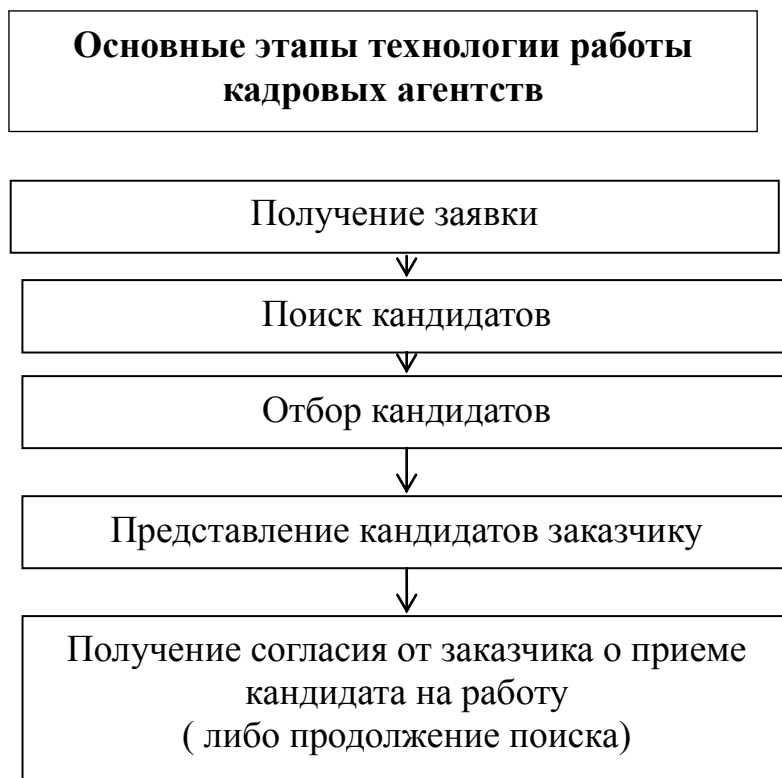 Основные этапы технологии работы
кадровых агентств
Получение заявки
Поиск кандидатов
Отбор кандидатов
Представление кандидатов заказчику
Получение согласия от заказчика о приеме
кандидата на работу
( либо продолжение поиска)